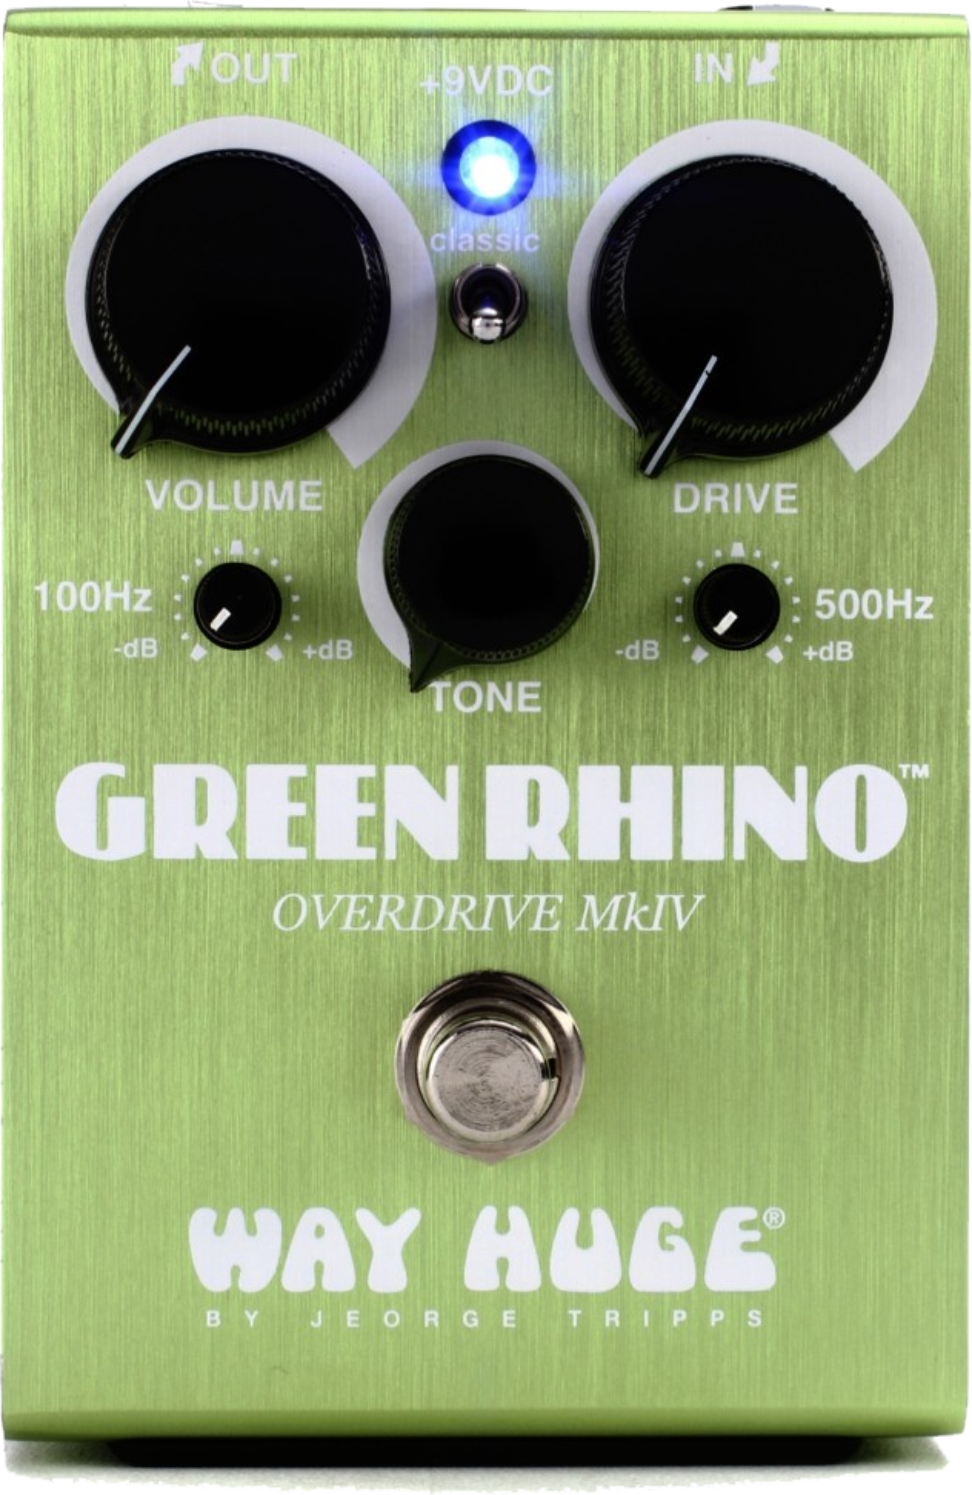 OUT
+9VDC
IN
classic
VOLUME
DRIVE
100Hz
-dB
+dB
500Hz
-dB
+dB
TONE
GREEN RHINO™
OVERDRIVE MkIV
WAY HUGE®
BY JEORGE TRIPPS